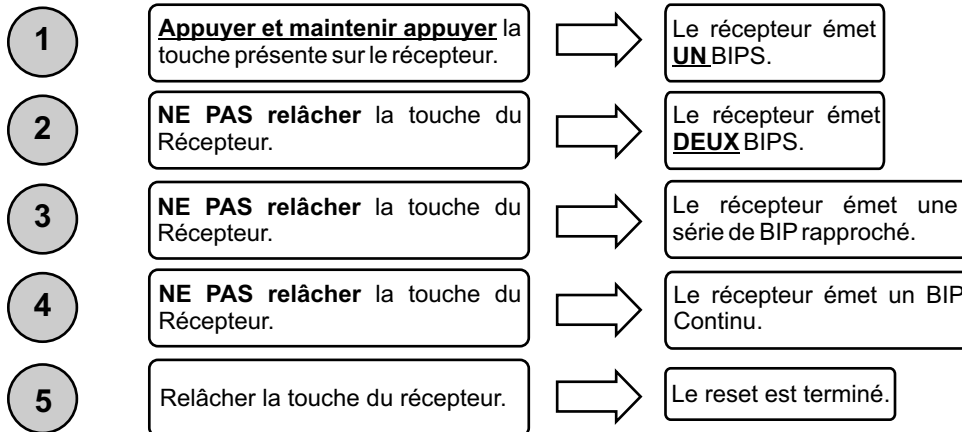 1
Appuyer et maintenir appuyer la
touche présente sur le récepteur.
Le récepteur émet
UN BIPS.
2
NE PAS relâcher la touche du
Récepteur.
Le récepteur émet
DEUX BIPS.
3
NE PAS relâcher la touche du
Récepteur.
Le récepteur émet une
série de BIP rapproché.
4
NE PAS relâcher la touche du
Récepteur.
Le récepteur émet un BIP
Continu.
5
Relâcher la touche du récepteur.
Le reset est terminé.